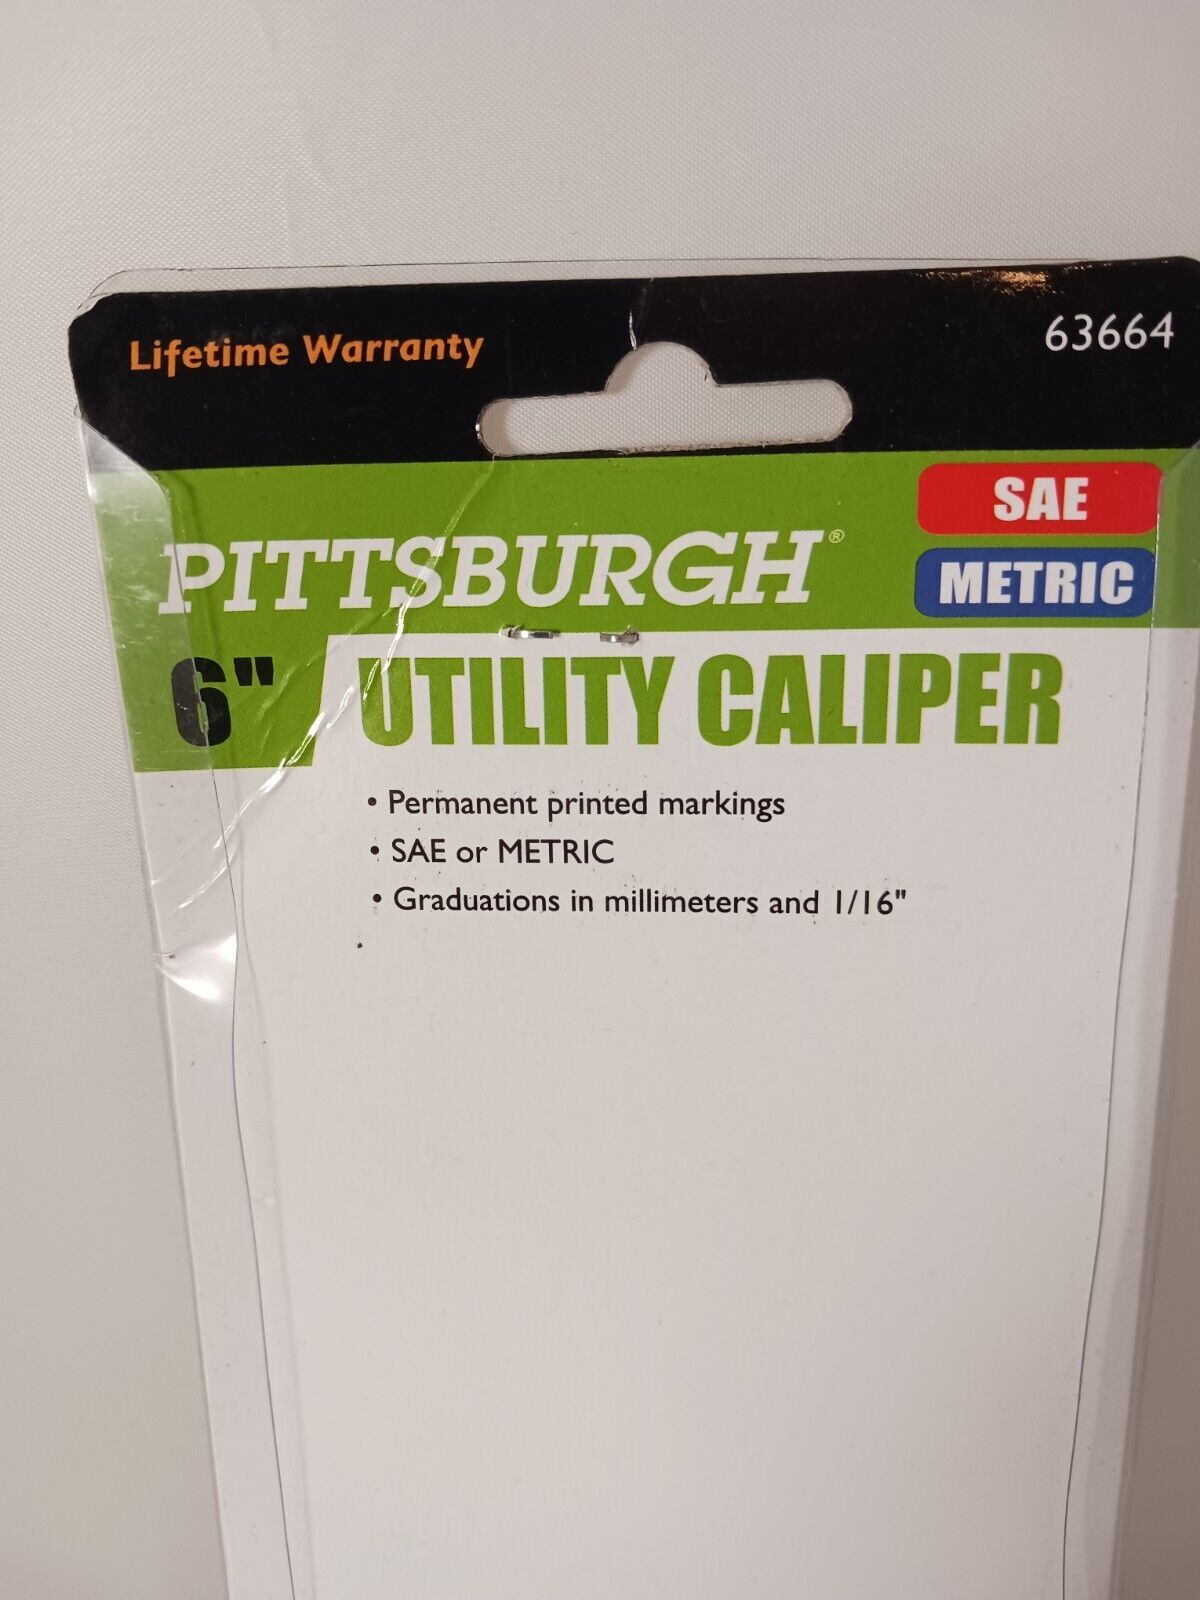 Lifetime Warranty
63664
SAE
METRIC
PITTSBURGH®
6" UTILITY CALIPER
• Permanent printed markings
• SAE or METRIC
• Graduations in millimeters and 1/16"